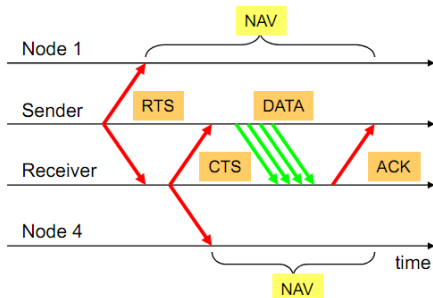 NAV
Node 1
Sender
RTS
DATA
Receiver
CTS
ACK
Node 4
time
NAV